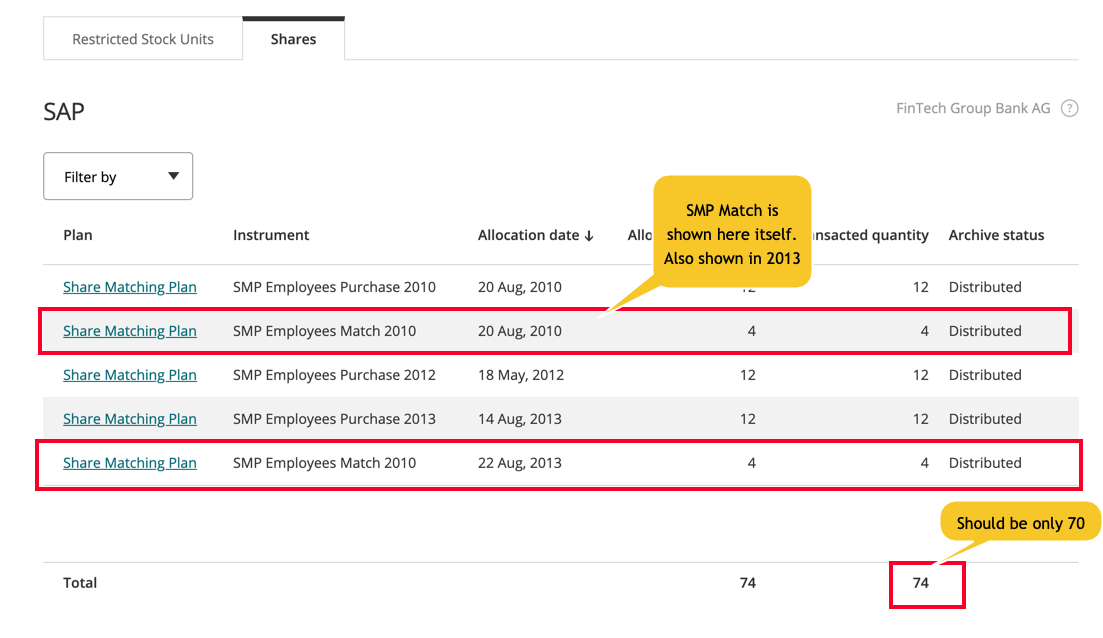 Restricted Stock Units Shares
SAP FinTech Group Bank AG ?
Filter by
SMP Match is
shown here itself.
Also shown in 2013
Plan Instrument Allocation date ↓ Allo nsacted quantity Archive status
Share Matching Plan SMP Employees Purchase 2010 20 Aug, 2010 12 12 Distributed
Share Matching Plan SMP Employees Match 2010 20 Aug, 2010 4 4 Distributed
Share Matching Plan SMP Employees Purchase 2012 18 May, 2012 12 12 Distributed
Share Matching Plan SMP Employees Purchase 2013 14 Aug, 2013 12 12 Distributed
Share Matching Plan SMP Employees Match 2010 22 Aug, 2013 4 4 Distributed
Should be only 70
Total 74 74